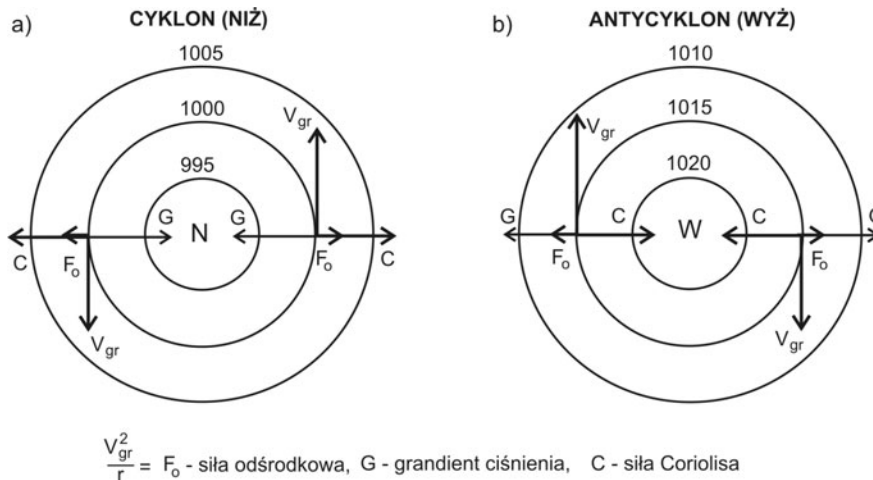 a) CYKLON (NIŻ)
1005
1000
V gr
995
G N G
C F o F o C
V gr
b) ANTYCYKLON (WYŻ)
1010
1015
V gr
1020
G C W C G
F o F o
V gr
V gr 2 / r = F o - siła odśrodkowa, G - grandient ciśnienia, C - siła Coriolisa